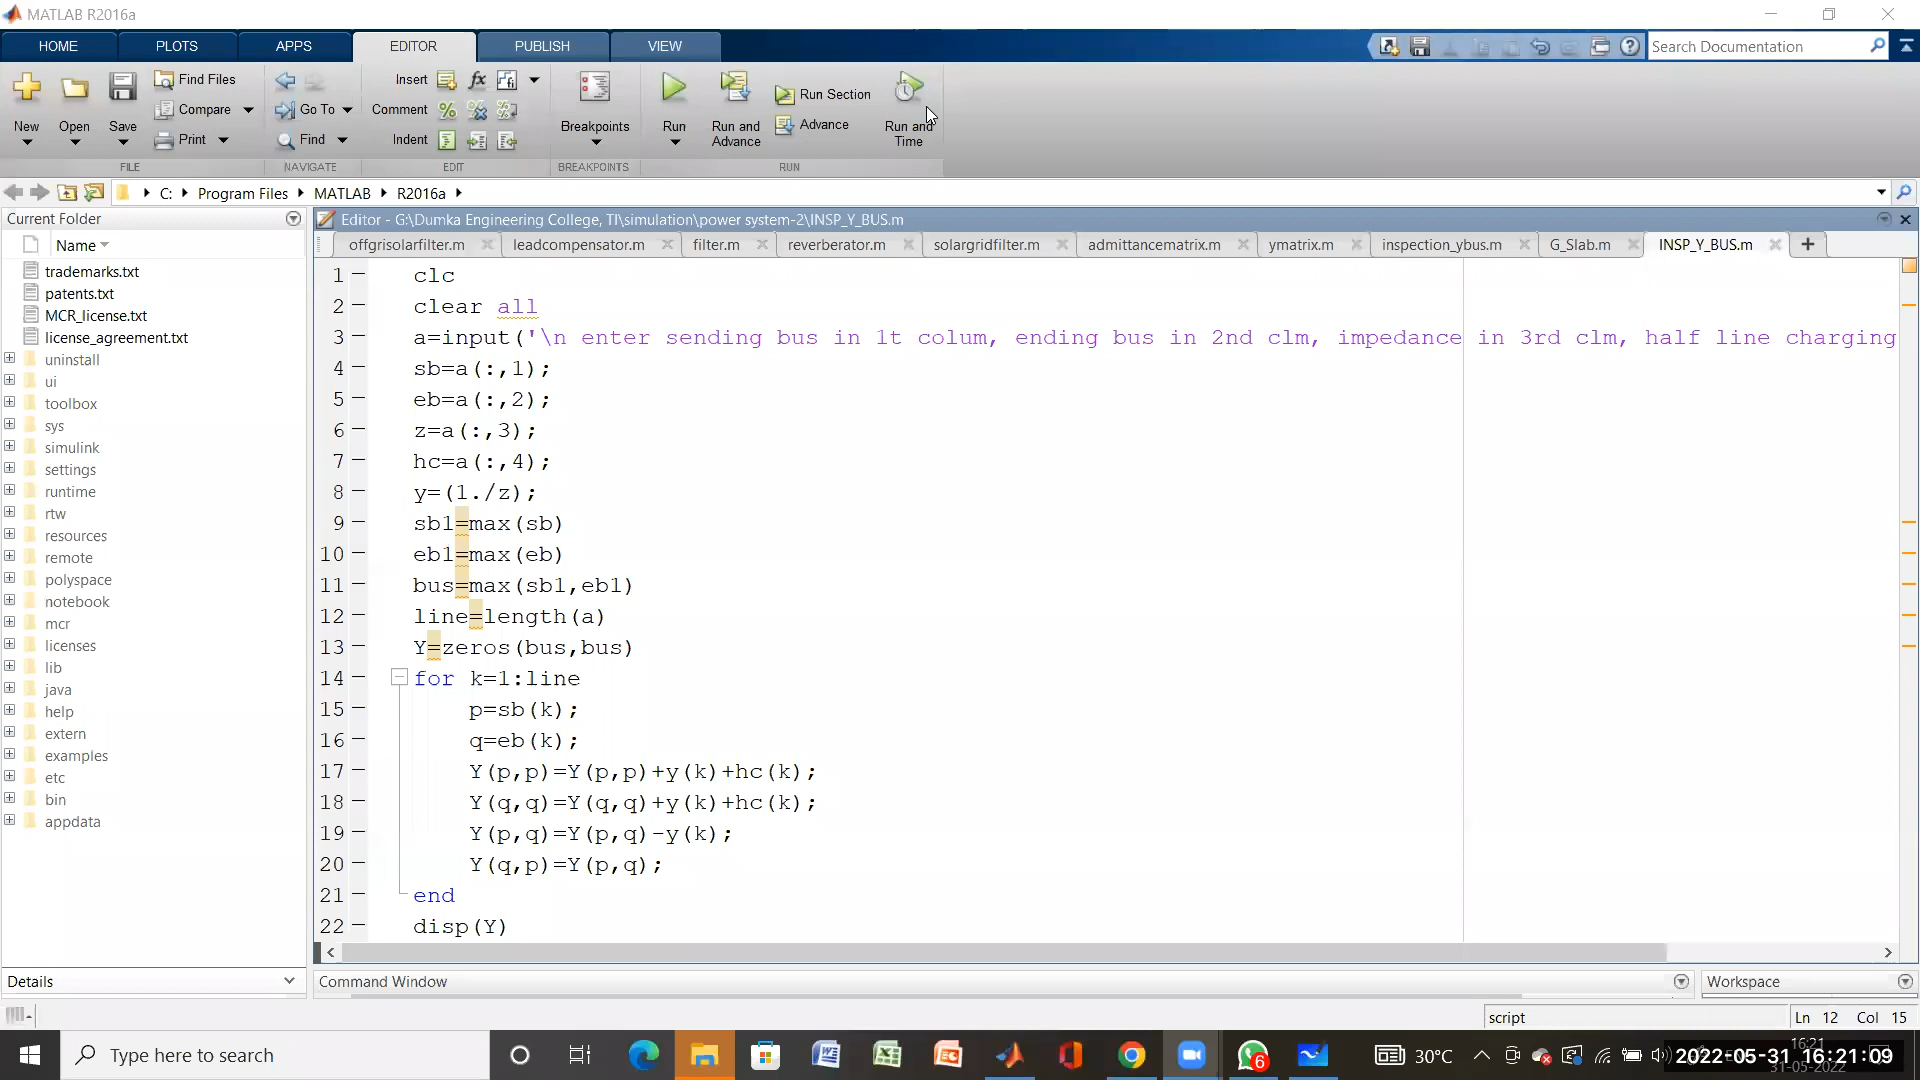 MATLAB R2016a
HOME PLOTS APPS EDITOR PUBLISH VIEW
Search Documentation
New Open Save
Find Files
Compare
Print
FILE
Go To
Find
NAVIGATE
Insert
Comment
Indent
EDIT
Breakpoints
BREAKPOINTS
Run
Run and Advance
Run Section
Advance
Run and Time
RUN
C: Program Files MATLAB R2016a
Current Folder
Name
trademarks.txt
patents.txt
MCR_license.txt
license_agreement.txt
uninstall
ui
toolbox
sys
simulink
settings
runtime
rtw
resources
remote
polyspace
notebook
mcr
licenses
lib
java
help
extern
examples
etc
bin
appdata
Details
Editor - G:\Dumka Engineering College, TI\simulation\power system-2\INSP_Y_BUS.m
offgrisolarfilter.m leadcompensator.m filter.m reverberator.m solargridfilter.m admittancematrix.m ymatrix.m inspection_ybus.m G_Slab.m INSP_Y_BUS.m
1 clc
2 clear all
3 a=input('\n enter sending bus in 1t colum, ending bus in 2nd clm, impedance in 3rd clm, half line charging
4 sb=a(:,1);
5 eb=a(:,2);
6 z=a(:,3);
7 hc=a(:,4);
8 y=(1./z);
9 sb1=max(sb)
10 eb1=max(eb)
11 bus=max(sb1,eb1)
12 line=length(a)
13 Y=zeros(bus,bus)
14 for k=1:line
15 p=sb(k);
16 q=eb(k);
17 Y(p,p)=Y(p,p)+y(k)+hc(k);
18 Y(q,q)=Y(q,q)+y(k)+hc(k);
19 Y(p,q)=Y(p,q)-y(k);
20 Y(q,p)=Y(p,q);
21 end
22 disp(Y)
Command Window
Workspace
script
Ln 12 Col 15
Type here to search
6
30°C
16:21
2022-05-31 16:21:09
31-05-2022